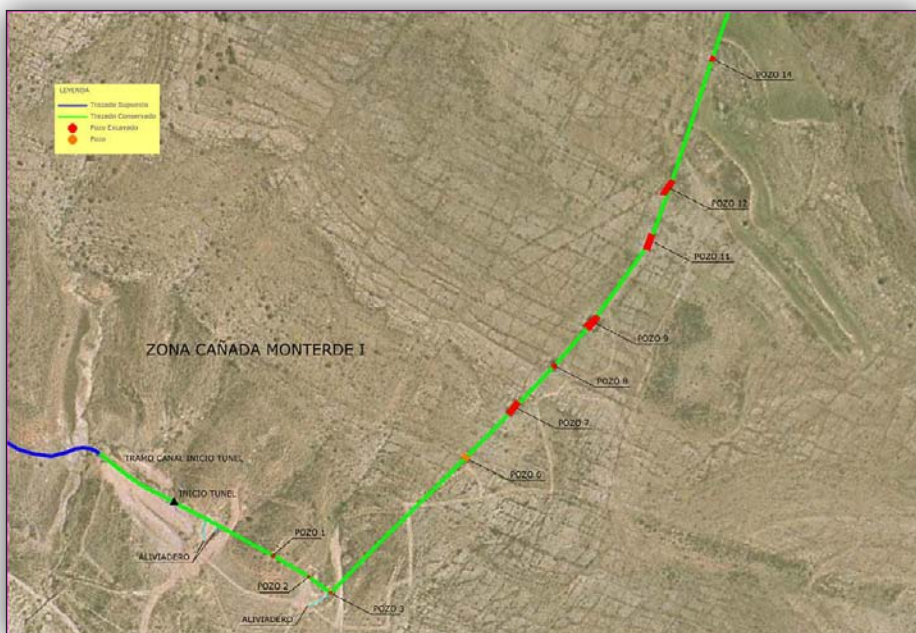 LEYENDA
Trazado Supuesto
Trazado Conservado
Pozo Excavado
Pozo
POZO 14
POZO 12
POZO 11
POZO 9
ZONA CAÑADA MONTERDE I
POZO 8
POZO 7
TRAMO CANAL INICIO TUNEL
POZO 6
INICIO TUNEL
POZO 1
ALIVIADERO
POZO 2
POZO 3
ALIVIADERO